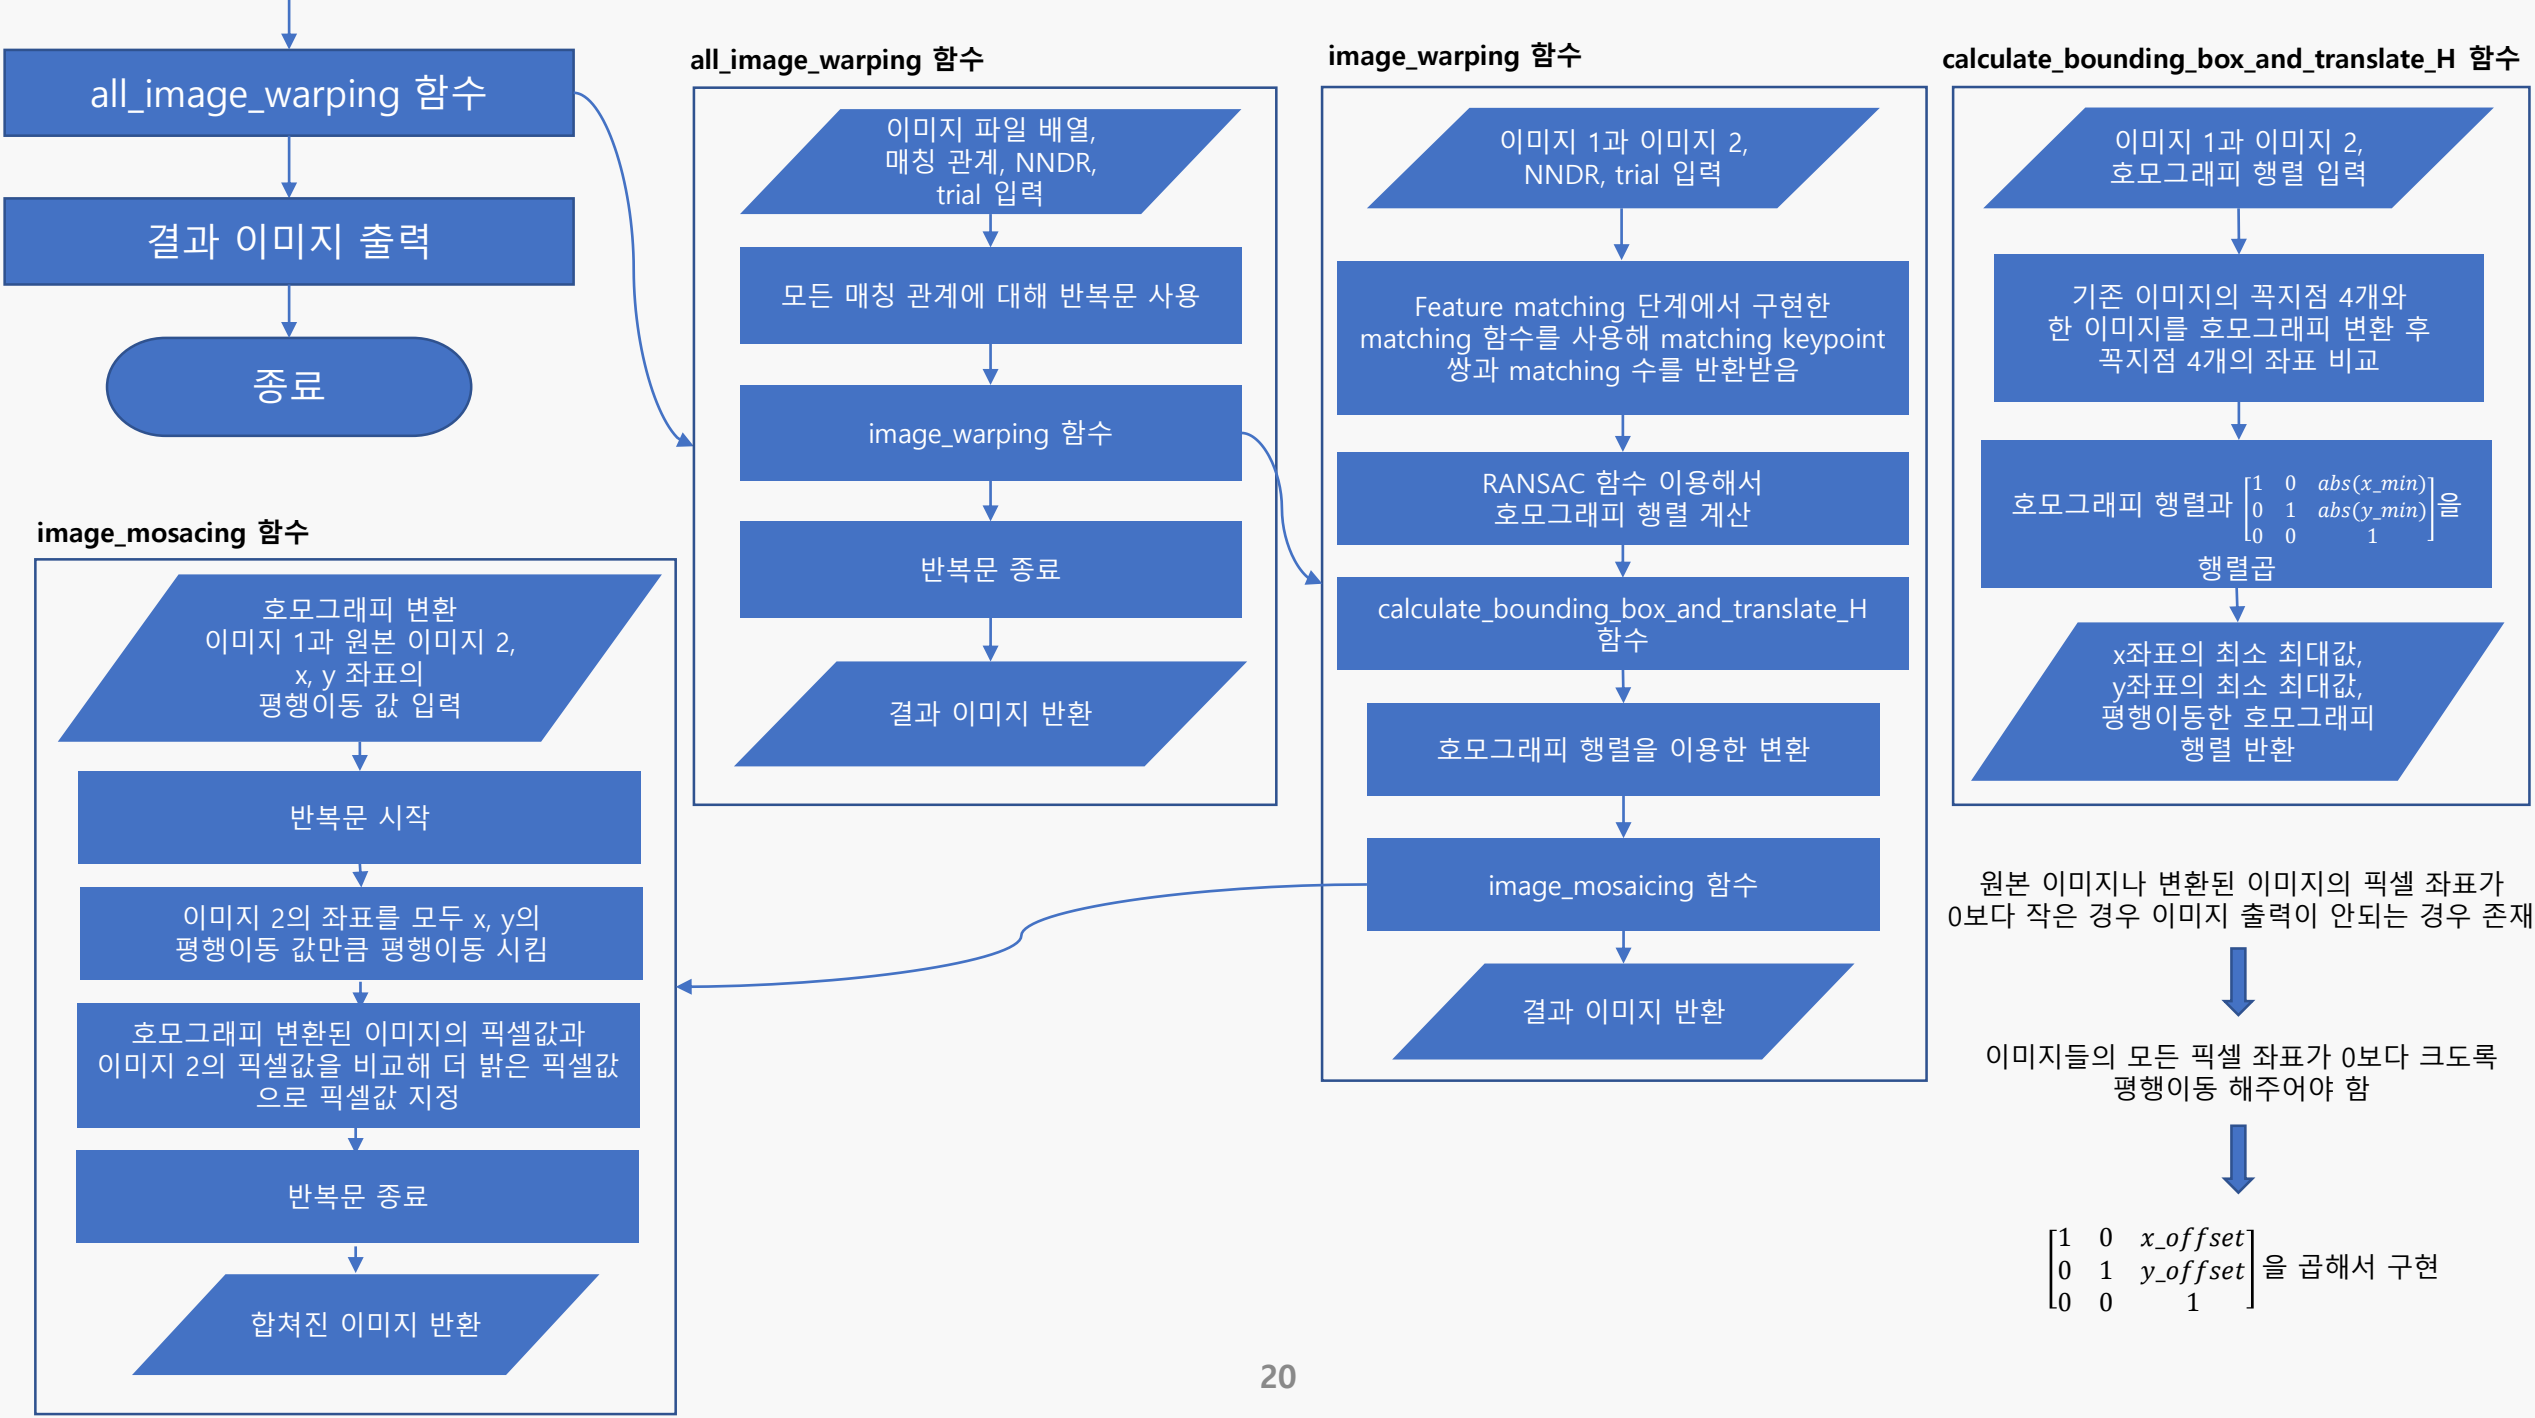 all_image_warping 함수
결과 이미지 출력
종료
all_image_warping 함수
이미지 파일 배열,
매칭 관계, NNDR,
trial 입력
모든 매칭 관계에 대해 반복문 사용
image_warping 함수
반복문 종료
결과 이미지 반환
image_warping 함수
이미지 1과 이미지 2,
NNDR, trial 입력
Feature matching 단계에서 구현한
matching 함수를 사용해 matching keypoint
쌍과 matching 수를 반환받음
RANSAC 함수 이용해서
호모그래피 행렬 계산
calculate_bounding_box_and_translate_H
함수
호모그래피 행렬을 이용한 변환
image_mosaicing 함수
결과 이미지 반환
calculate_bounding_box_and_translate_H 함수
이미지 1과 이미지 2,
호모그래피 행렬 입력
기존 이미지의 꼭지점 4개와
한 이미지를 호모그래피 변환 후
꼭지점 4개의 좌표 비교
1 0 abs(x_min)
호모그래피 행렬과 0 1 abs(y_min) 을
0 0 1
행렬곱
x좌표의 최소 최대값,
y좌표의 최소 최대값,
평행이동한 호모그래피
행렬 반환
원본 이미지나 변환된 이미지의 픽셀 좌표가
0보다 작은 경우 이미지 출력이 안되는 경우 존재
이미지들의 모든 픽셀 좌표가 0보다 크도록
평행이동 해주어야 함
1 0 x_offset
0 1 y_offset 을 곱해서 구현
0 0 1
image_mosacing 함수
호모그래피 변환
이미지 1과 원본 이미지 2,
x, y 좌표의
평행이동 값 입력
반복문 시작
이미지 2의 좌표를 모두 x, y의
평행이동 값만큼 평행이동 시킴
호모그래피 변환된 이미지의 픽셀값과
이미지 2의 픽셀값을 비교해 더 밝은 픽셀값
으로 픽셀값 지정
반복문 종료
합쳐진 이미지 반환
20